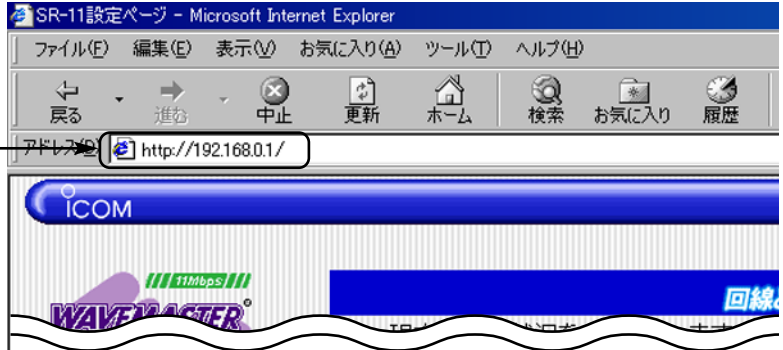 SR-11設定ページ - Microsoft Internet Explorer
ファイル(F) 編集(E) 表示(V) お気に入り(A) ツール(T) ヘルプ(H)
戻る 進む 中止 更新 ホーム 検索 お気に入り 履歴
アドレス(D) http://192.168.0.1/
ICOM
11Mbps
WAVEMASTER
回線